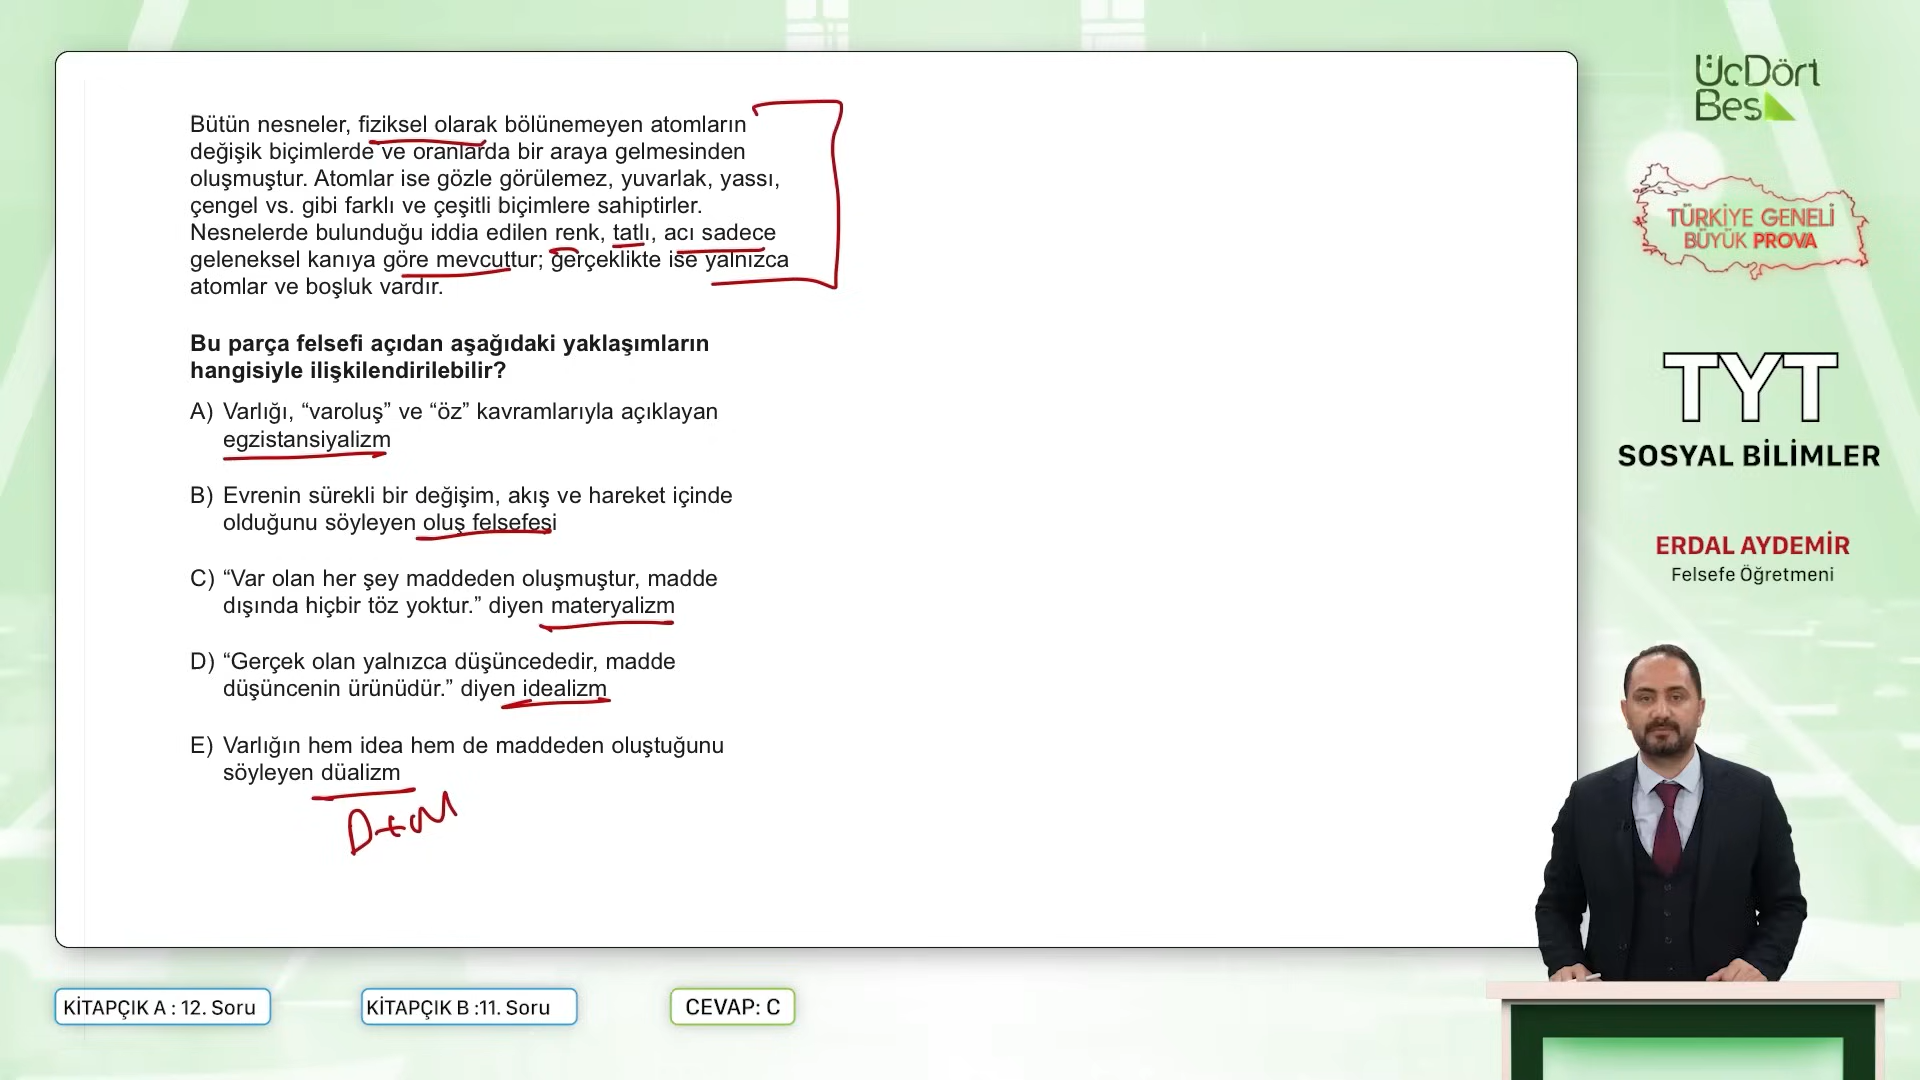 Bütün nesneler, fiziksel olarak bölünemeyen atomların
değişik biçimlerde ve oranlarda bir araya gelmesinden
oluşmuştur. Atomlar ise gözle görülemez, yuvarlak, yassı,
çengel vs. gibi farklı ve çeşitli biçimlere sahiptirler.
Nesnelerde bulunduğu iddia edilen renk, tatlı, acı sadece
geleneksel kanıya göre mevcuttur; gerçeklikte ise yalnızca
atomlar ve boşluk vardır.
Bu parça felsefi açıdan aşağıdaki yaklaşımların
hangisiyle ilişkilendirilebilir?
A) Varlığı, “varoluş” ve “öz” kavramlarıyla açıklayan
egzistansiyalizm
B) Evrenin sürekli bir değişim, akış ve hareket içinde
olduğunu söyleyen oluş felsefesi
C) “Var olan her şey maddeden oluşmuştur, madde
dışında hiçbir töz yoktur.” diyen materyalizm
D) “Gerçek olan yalnızca düşüncededir, madde
düşüncenin ürünüdür.” diyen idealizm
E) Varlığın hem idea hem de maddeden oluştuğunu
söyleyen düalizm
D+M
KİTAPÇIK A : 12. Soru
KİTAPÇIK B :11. Soru
CEVAP: C
ÜçDört
Beş
TÜRKİYE GENELİ
BÜYÜK PROVA
TYT
SOSYAL BİLİMLER
ERDAL AYDEMİR
Felsefe Öğretmeni